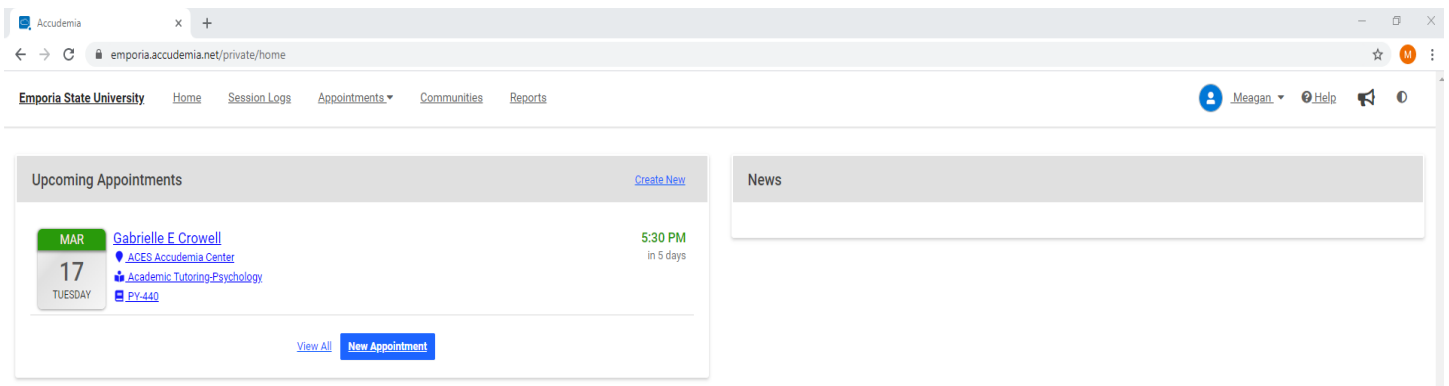 Accudemia
emporia.accudemia.net/private/home
M
Emporia State University Home Session Logs Appointments Communities Reports Meagan Help
Upcoming Appointments Create New
MAR
17
TUESDAY
Gabrielle E Crowell
ACES Accudemia Center
Academic Tutoring-Psychology
PY-440
5:30 PM
in 5 days
View All New Appointment
News